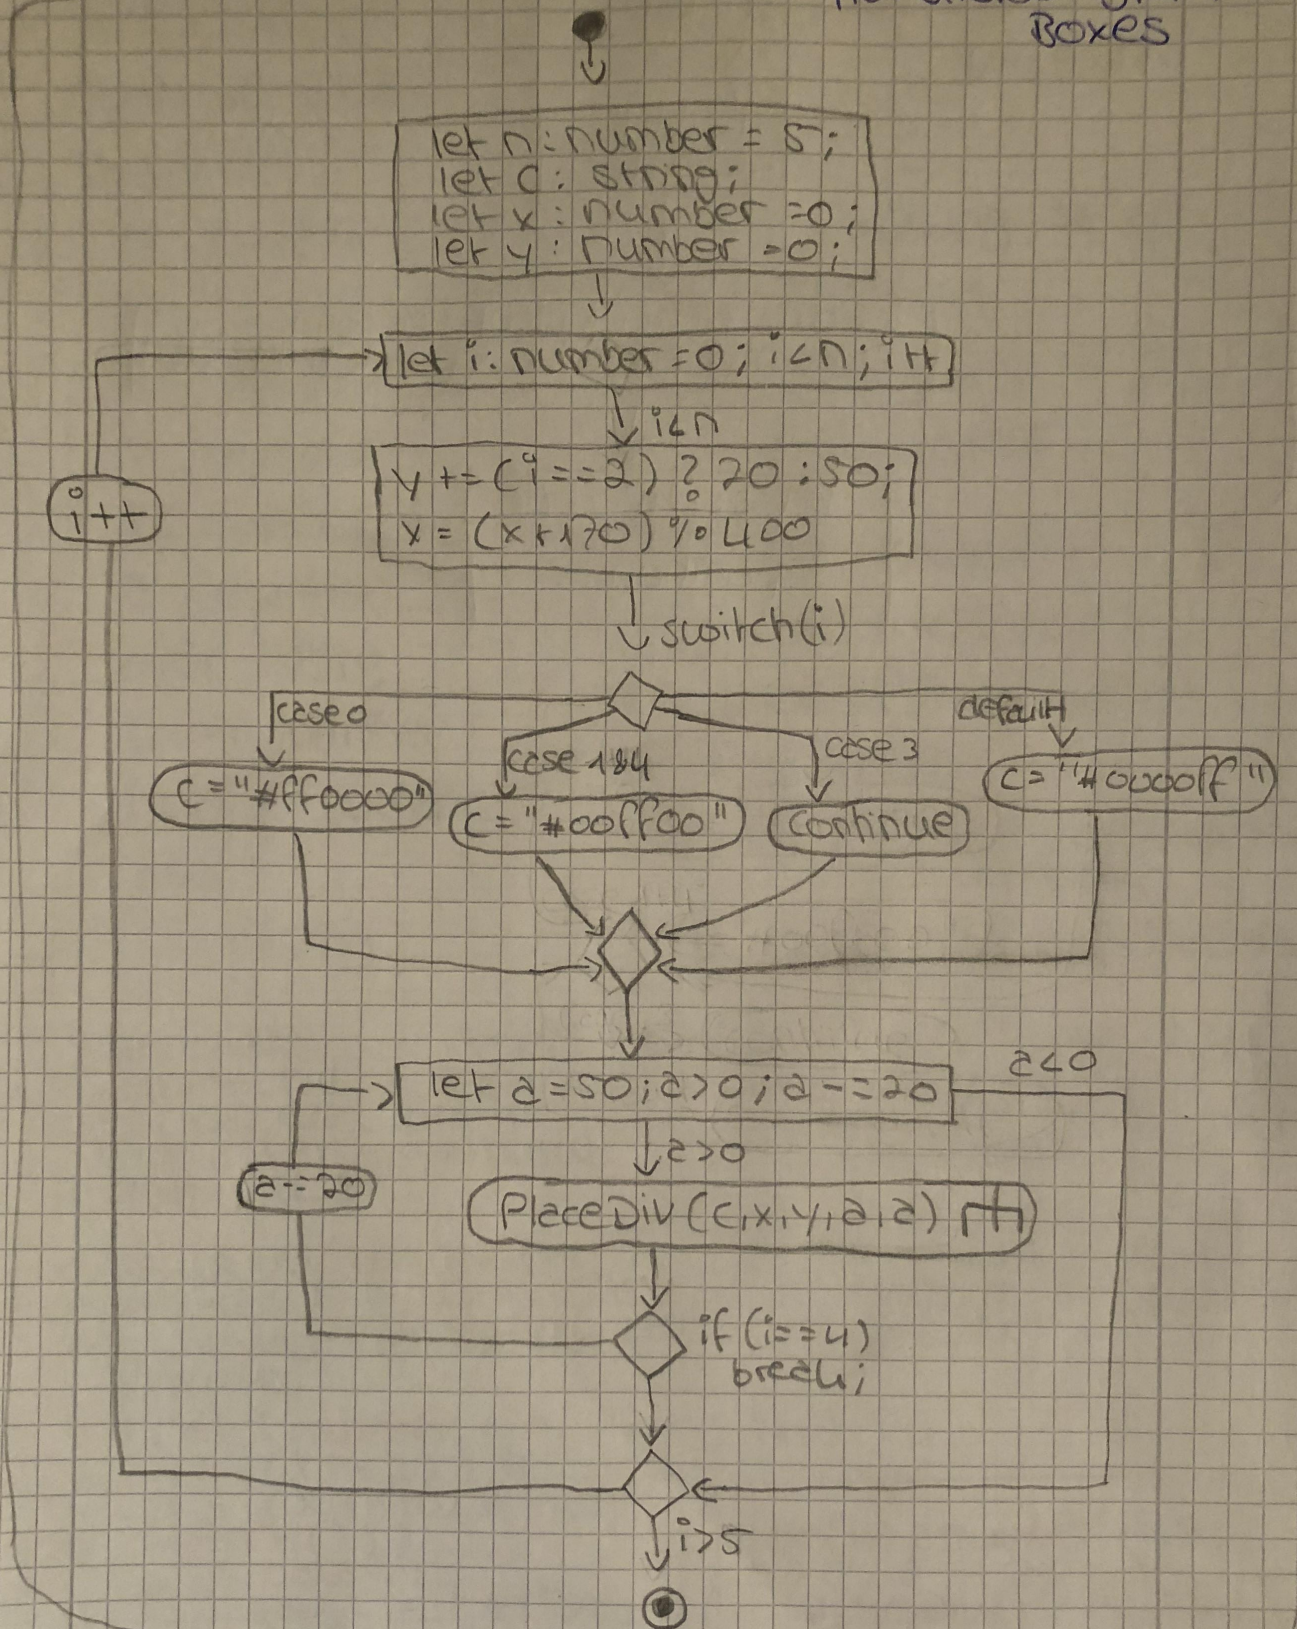 Boxes
let n: number = 5;
let c: string;
let x: number =0;
let y: number =0;
let i: number=0; i<n; i++
i<n
y += (i==2) ? 20 : 50;
i++
x = (x+170) % 400
switch(i)
case 0
default
case 1&4
case 3
c="#ff0000"
c="#00ff00"
continue
c="#0000ff"
a<0
let a=50; a>0; a-=20
a>0
a-=20
PlaceDiv(c,x,y,a,a)
if (i==4)
break;
i>5